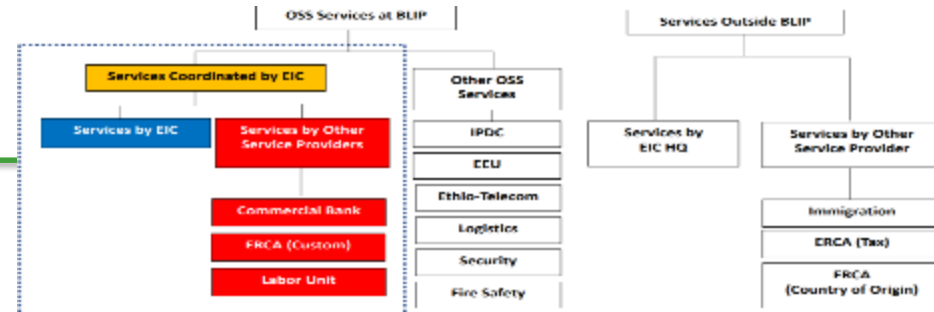 OSS Services at BLIP
Services Outside BLIP
Services Coordinated by EIC
Other OSS
Services
Services by EIC
Services by Other
Service Providers
IPDC
EEU
Ethio-Telecom
Logistics
Security
Fire Safety
Commercial Bank
ERCA (Custom)
Labor Unit
Services by
EIC HQ
Services by Other
Service Provider
Immigration
ERCA (Tax)
ERCA
(Country of Origin)